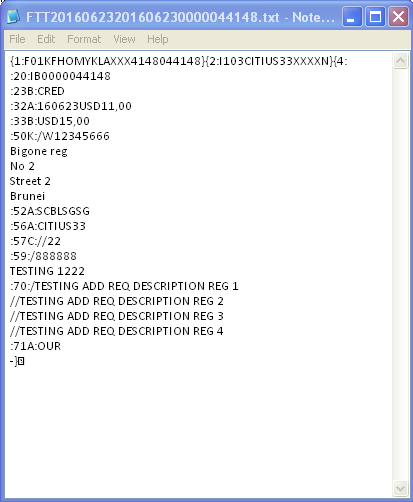 FTT20160623201606230000044148.txt - Note...
File Edit Format View Help
{1:F01KFHOMYKLAXXX4148044148}{2:I103CITIUS33XXXXN}{4:
:20:IB0000044148
:23B:CRED
:32A:160623USD11,00
:33B:USD15,00
:50K:/W12345666
Bigone reg
No 2
Street 2
Brunei
:52A:SCBLSGSG
:56A:CITIUS33
:57C://22
:59:/888888
TESTING 1222
:70:/TESTING ADD REQ DESCRIPTION REG 1
//TESTING ADD REQ DESCRIPTION REG 2
//TESTING ADD REQ DESCRIPTION REG 3
//TESTING ADD REQ DESCRIPTION REG 4
:71A:OUR
-}